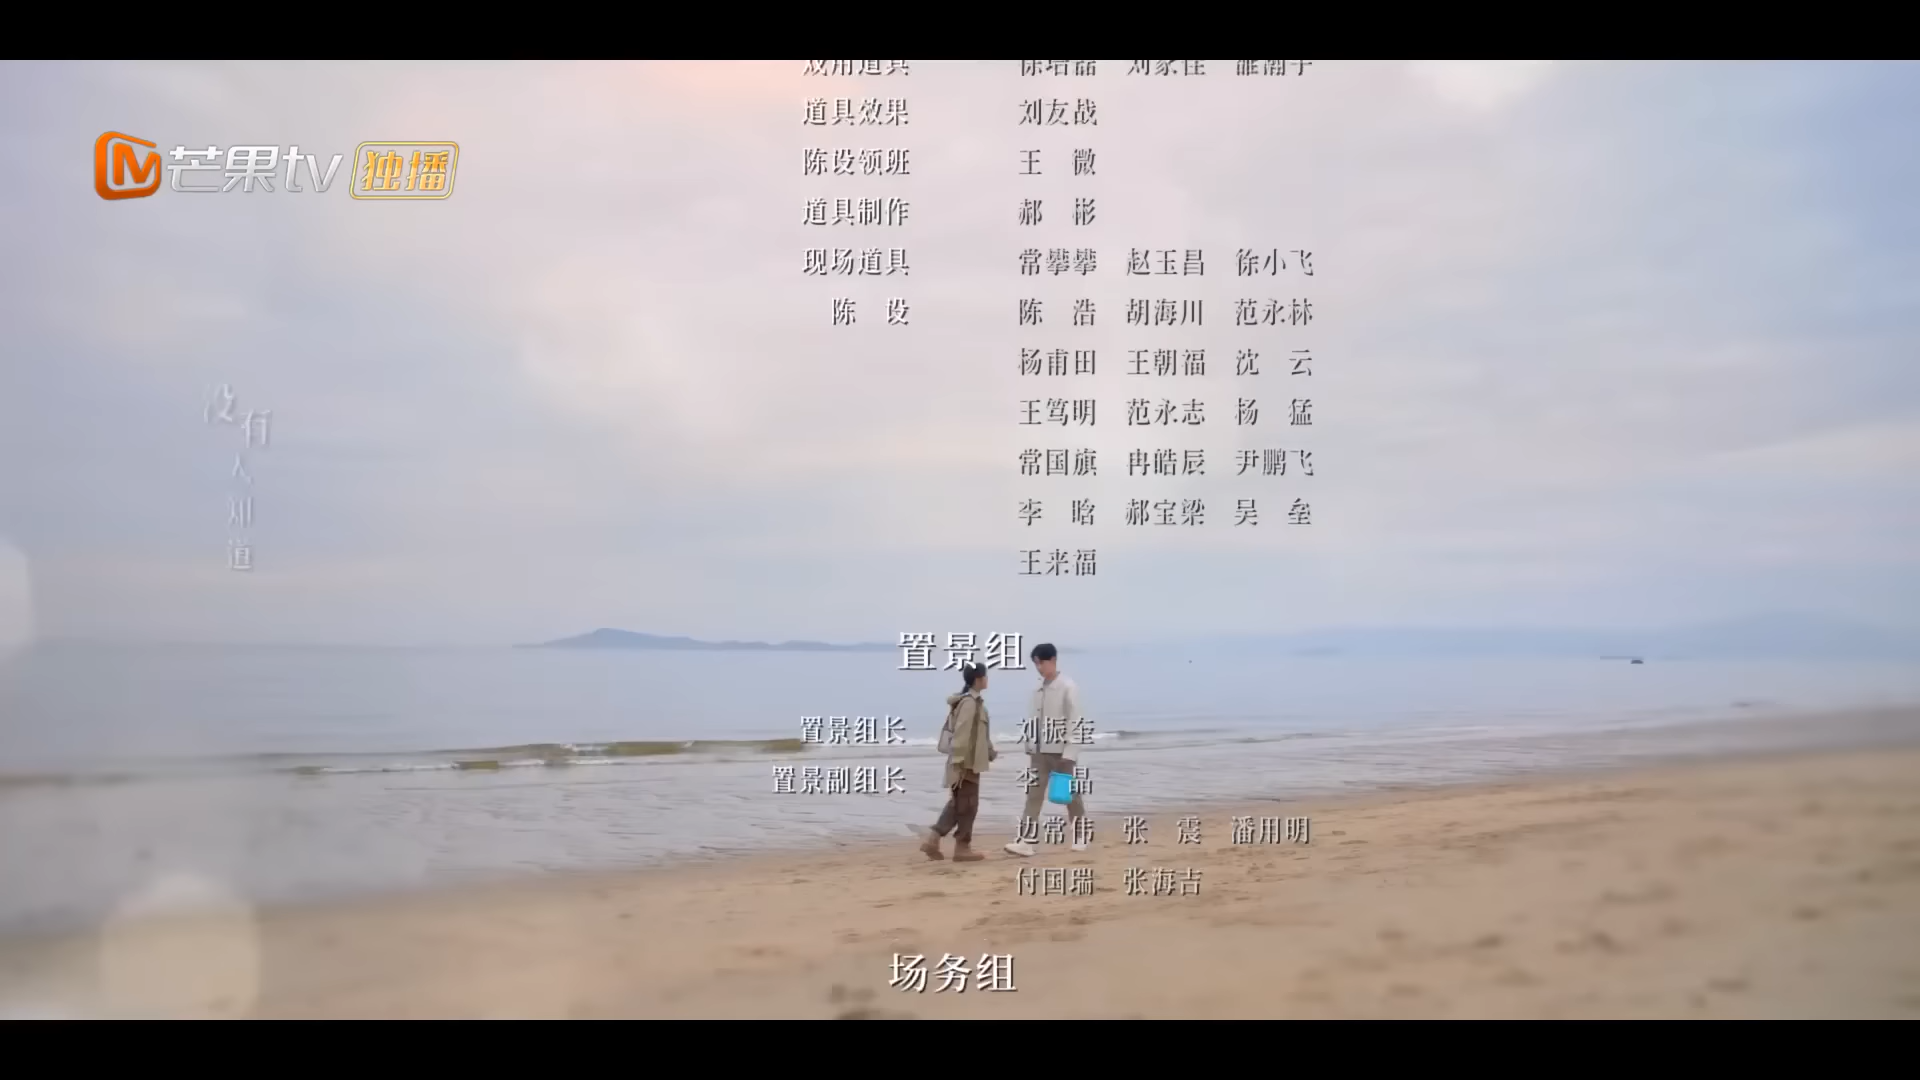 芒果tv 独播
道具效果 刘友战
陈设领班 王 微
道具制作 郝 彬
现场道具 常攀攀 赵玉昌 徐小飞
陈 设 陈 浩 胡海川 范永林
杨甫田 王朝福 沈 云
王笃明 范永志 杨 猛
常国旗 冉皓辰 尹鹏飞
李 晗 郝宝梁 吴 垒
王来福
没有人知道
置景组
置景组长 刘振奎
置景副组长 李 晶
边常伟 张 震 潘用明
付国瑞 张海吉
场务组